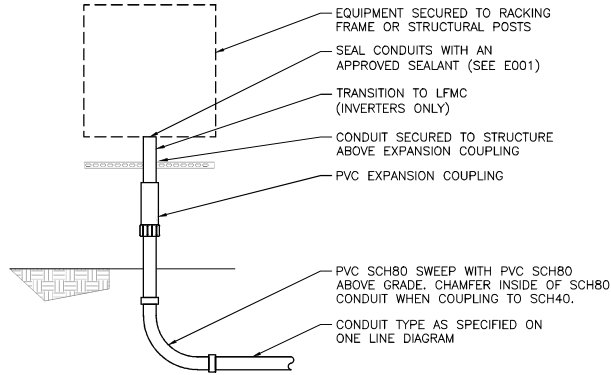 EQUIPMENT SECURED TO RACKING
FRAME OR STRUCTURAL POSTS
SEAL CONDUITS WITH AN
APPROVED SEALANT (SEE E001)
TRANSITION TO LFMC
(INVERTERS ONLY)
CONDUIT SECURED TO STRUCTURE
ABOVE EXPANSION COUPLING
PVC EXPANSION COUPLING
PVC SCH80 SWEEP WITH PVC SCH80
ABOVE GRADE. CHAMFER INSIDE OF SCH80
CONDUIT WHEN COUPLING TO SCH40.
CONDUIT TYPE AS SPECIFIED ON
ONE LINE DIAGRAM